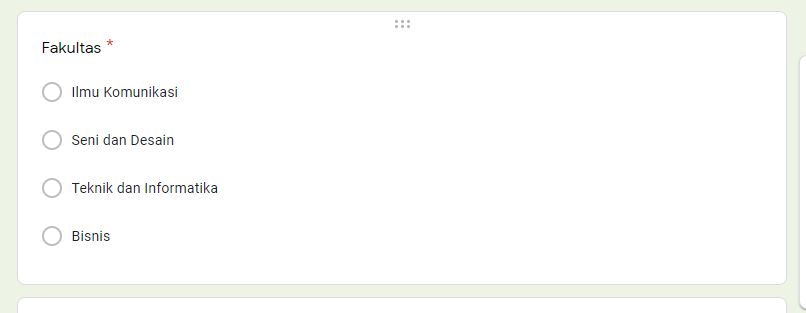 Fakultas *
Ilmu Komunikasi
Seni dan Desain
Teknik dan Informatika
Bisnis